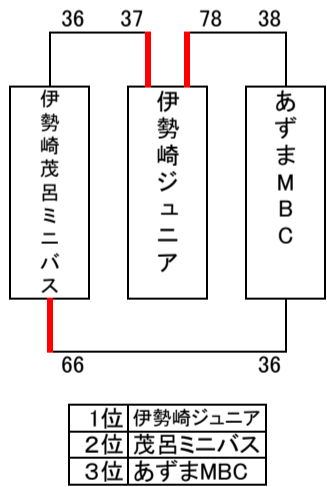 36 37 78 38
伊勢崎茂呂ミニバス
伊勢崎ジュニア
あずまMBC
66 36
1位 伊勢崎ジュニア
2位 茂呂ミニバス
3位 あずまMBC